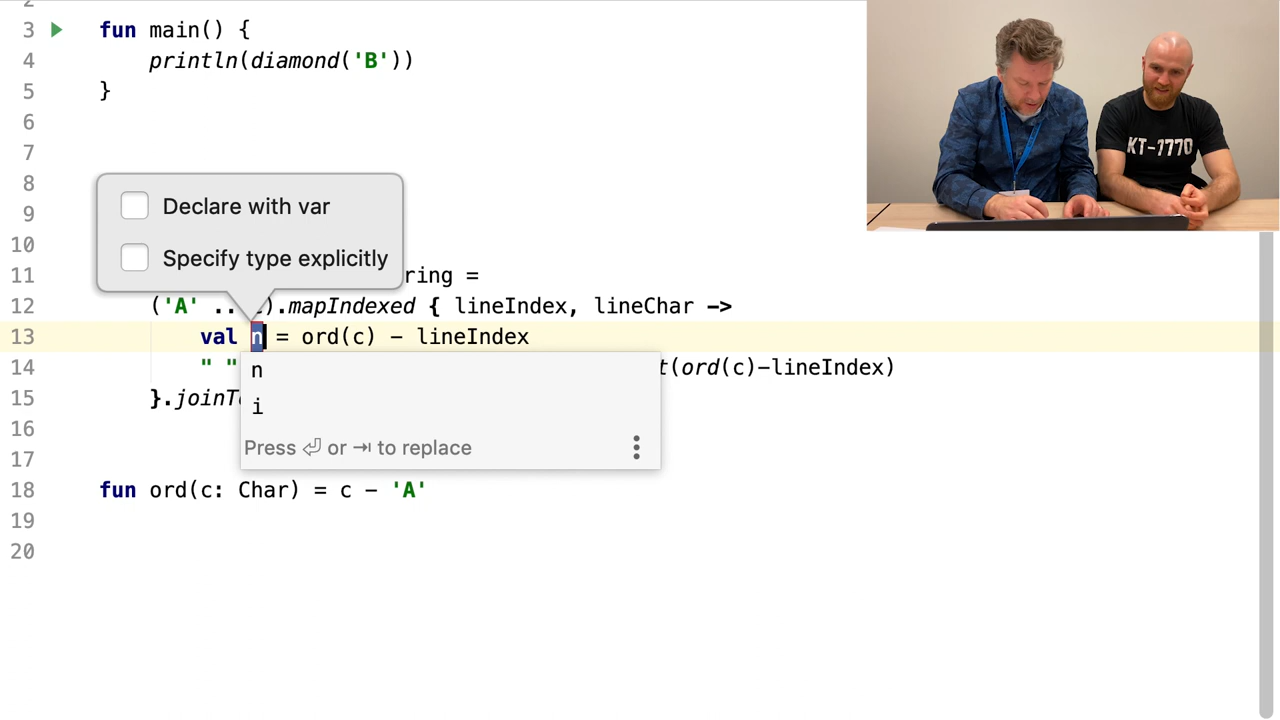 2
3 fun main() {
4 println(diamond('B'))
5 }
6
7
8
9
10
11 ring =
12 ('A' .. c).mapIndexed { lineIndex, lineChar ->
13 val n = ord(c) - lineIndex
14 " " t(ord(c)-lineIndex)
15 }.joinT
16
17
18 fun ord(c: Char) = c - 'A'
19
20
Declare with var
Specify type explicitly
n
i
Press ⏎ or ⇥ to replace
KT-7770